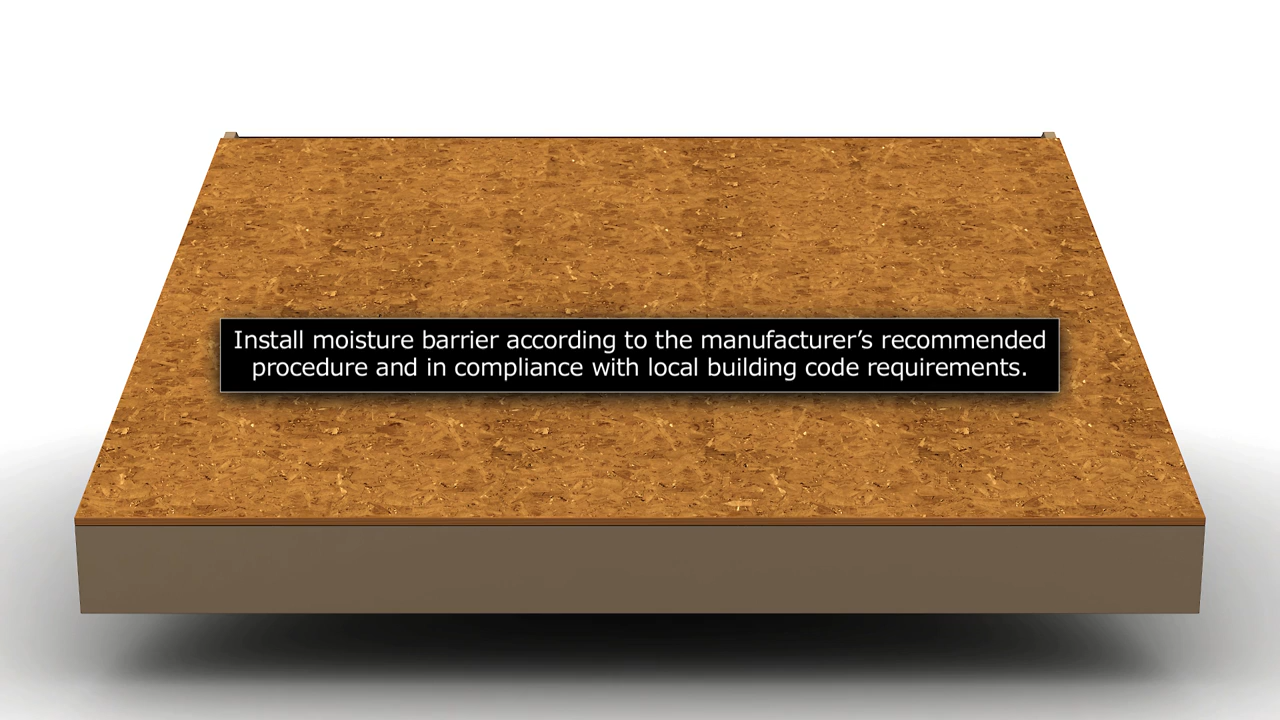 Install moisture barrier according to the manufacturer’s recommended
procedure and in compliance with local building code requirements.